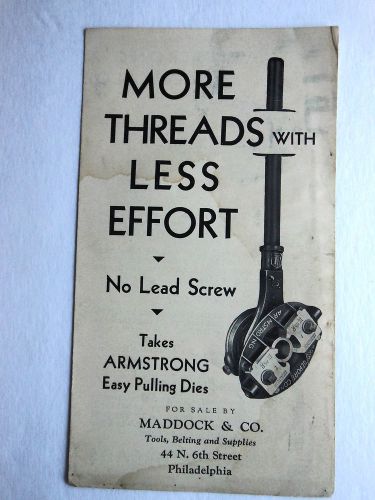 MORE
THREADS WITH
LESS
EFFORT
No Lead Screw
Takes
ARMSTRONG
Easy Pulling Dies
FOR SALE BY
MADDOCK & CO.
Tools, Belting and Supplies
44 N. 6th Street
Philadelphia